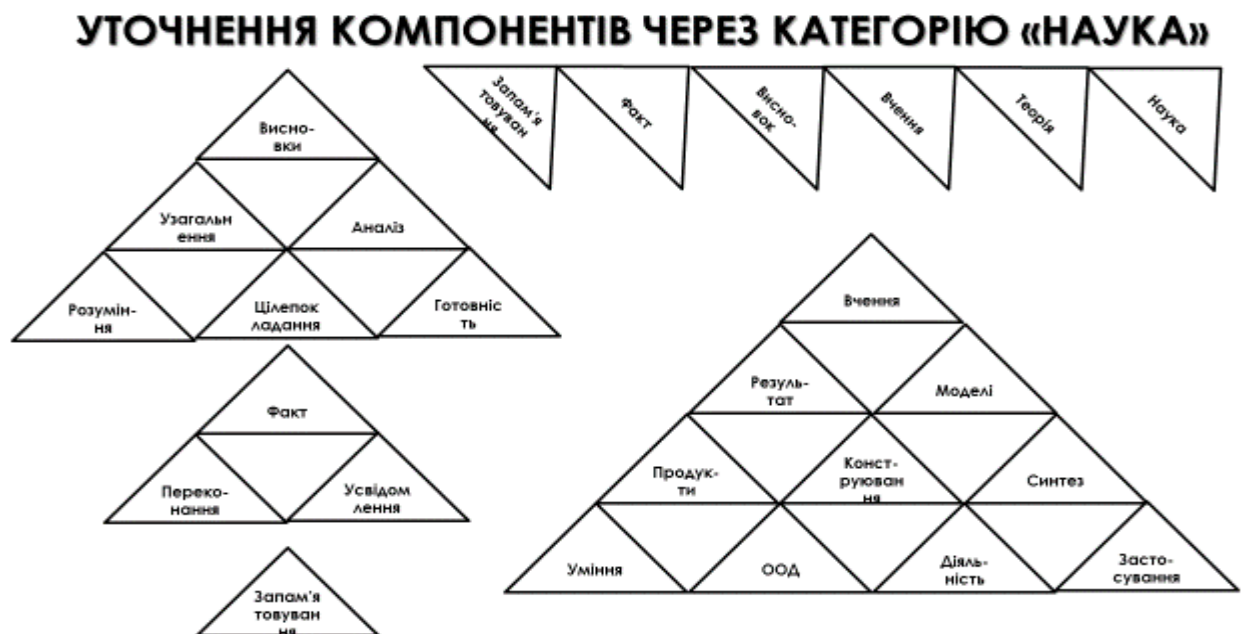 УТОЧНЕННЯ КОМПОНЕНТІВ ЧЕРЕЗ КАТЕГОРІЮ «НАУКА»
Запам'я
товуван
ня
Факт
Висно-
вок
Вчення
Теорія
Наука
Висно-
вки
Узагальн
ення
Аналіз
Розумін-
ня
Цілепок
ладання
Готовніс
ть
Факт
Переко-
нання
Усвідом
лення
Запам'я
товуван
ня
Вчення
Резуль-
тат
Моделі
Продук-
ти
Конст-
руюван
ня
Синтез
Уміння
ООД
Діяль-
ність
Засто-
сування